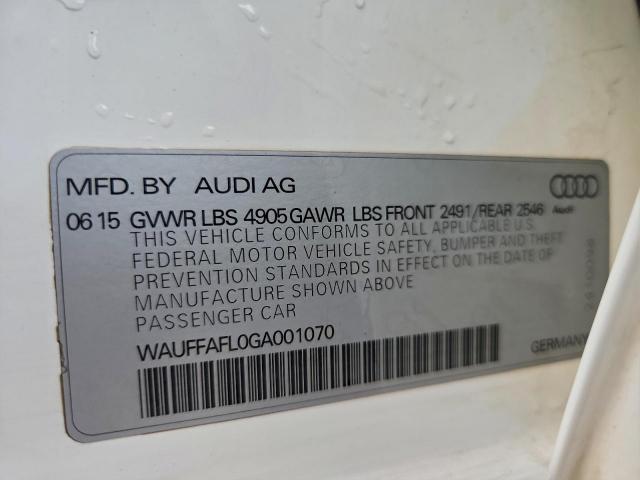 MFD. BY AUDI AG
06 15 GVWR LBS 4905 GAWR LBS FRONT 2491/REAR 2546
Audi
THIS VEHICLE CONFORMS TO ALL APPLICABLE U.S.
FEDERAL MOTOR VEHICLE SAFETY, BUMPER AND THEFT
PREVENTION STANDARDS IN EFFECT ON THE DATE OF
MANUFACTURE SHOWN ABOVE
PASSENGER CAR
WAUFFAFL0GA001070
GERMANY